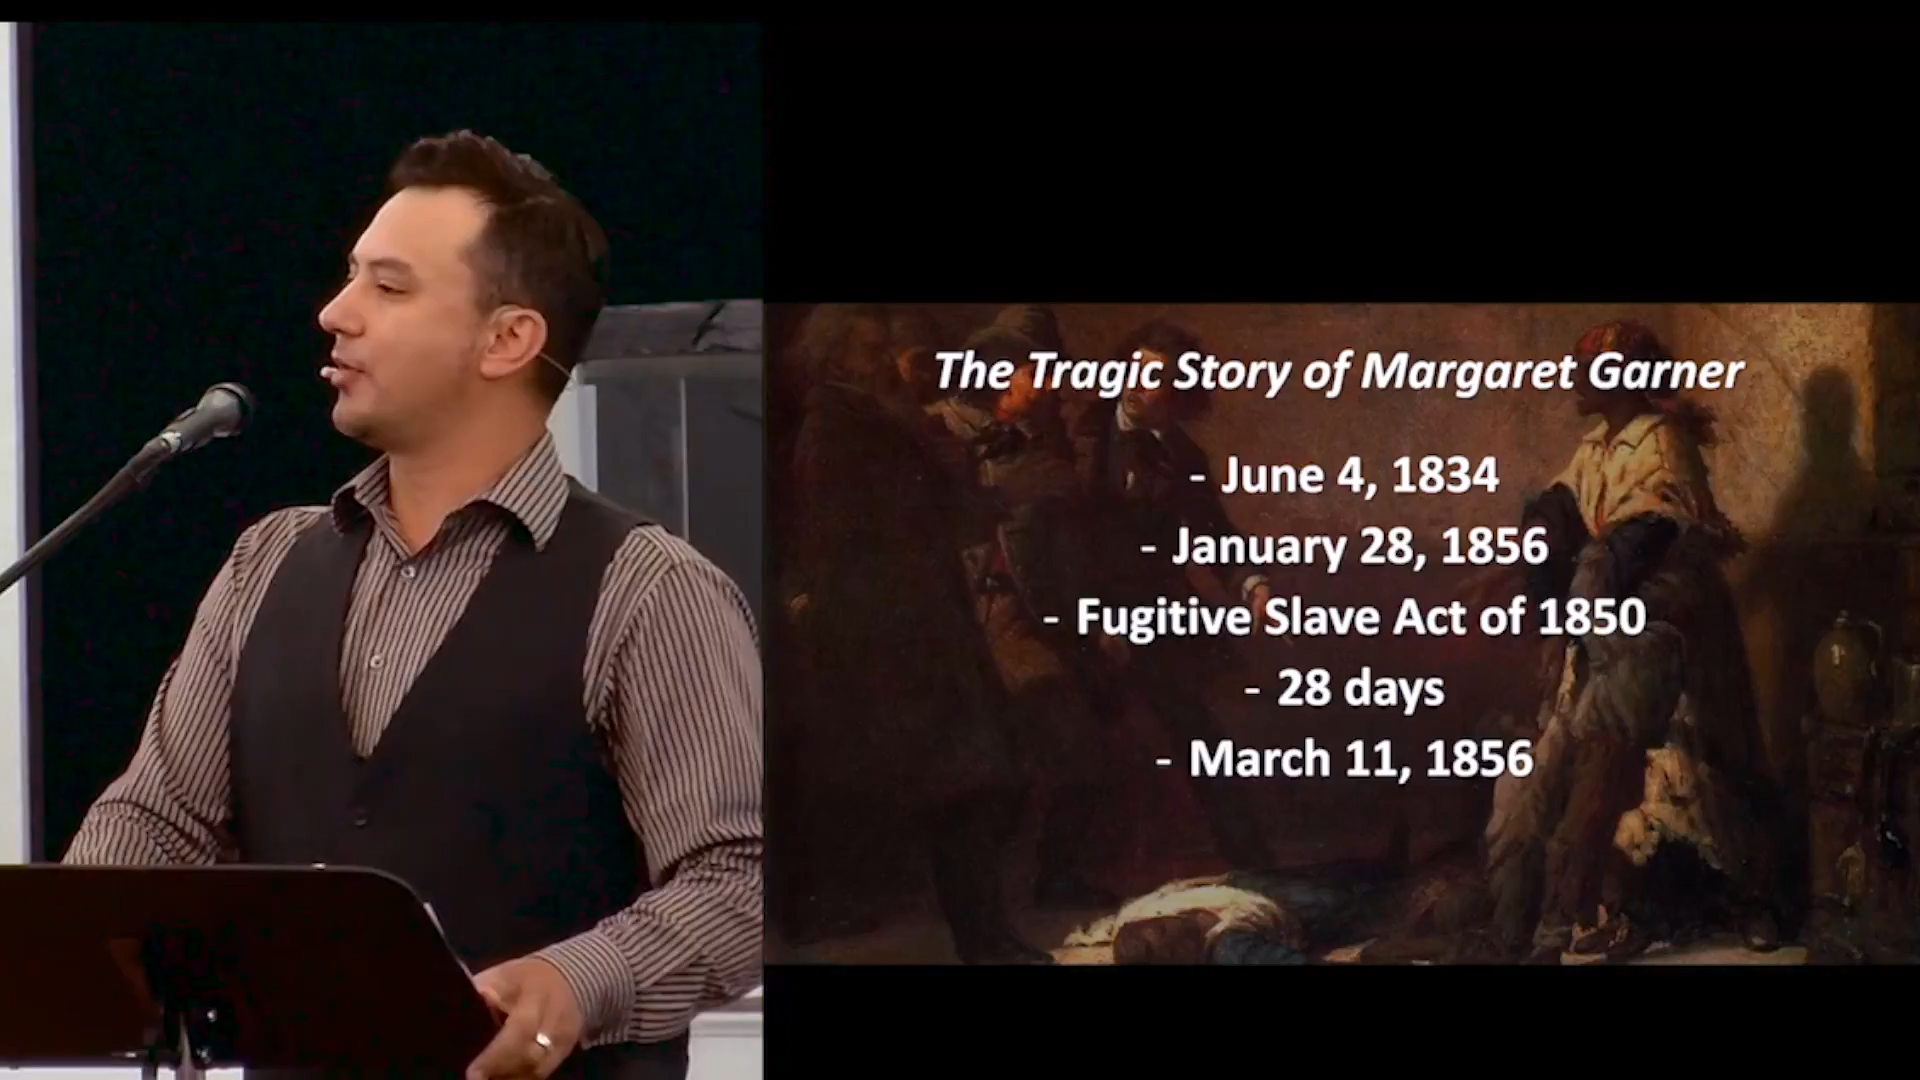 The Tragic Story of Margaret Garner
- June 4, 1834
- January 28, 1856
- Fugitive Slave Act of 1850
- 28 days
- March 11, 1856